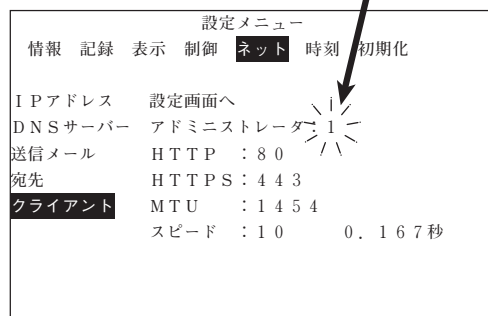 設定メニュー
情報 記録 表示 制御 ネット 時刻 初期化
ＩＰアドレス 設定画面へ
ＤＮＳサーバー アドミニストレータ：１
送信メール ＨＴＴＰ ：８０
宛先 ＨＴＴＰＳ：４４３
クライアント ＭＴＵ ：１４５４
スピード ：１０ ０．１６７秒